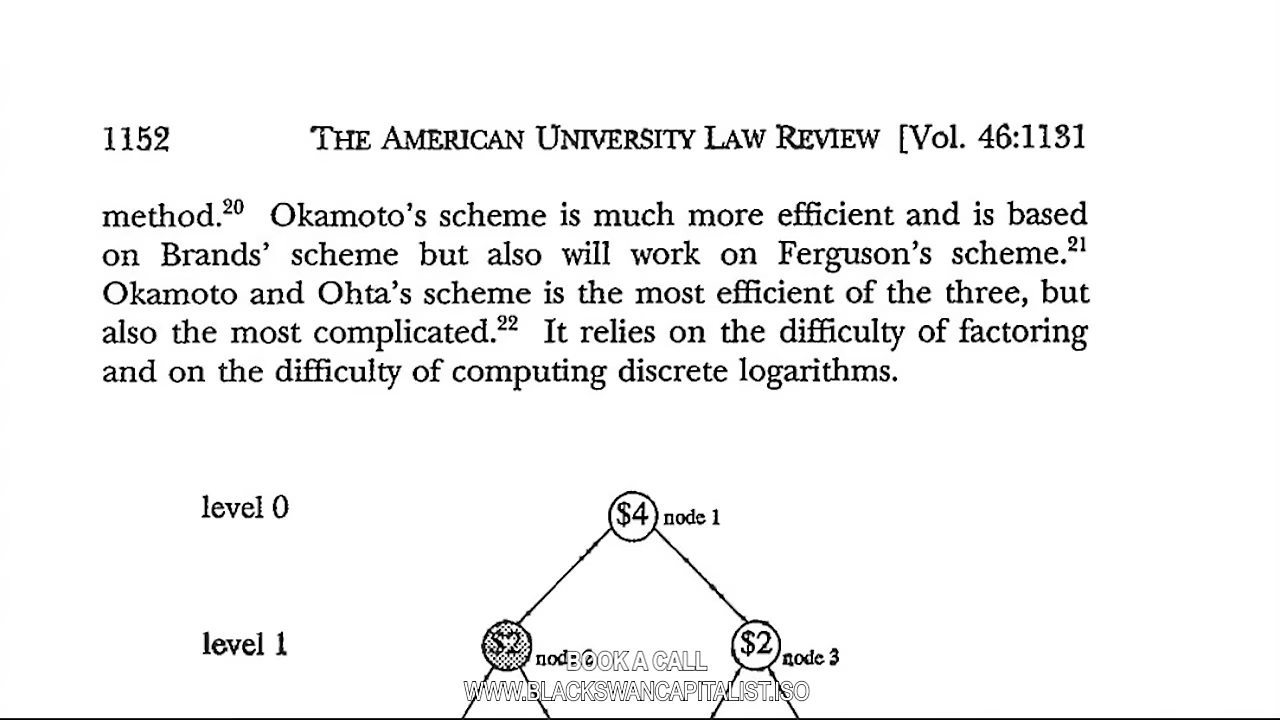 1152 THE AMERICAN UNIVERSITY LAW REVIEW [Vol. 46:1131
method.20 Okamoto's scheme is much more efficient and is based
on Brands' scheme but also will work on Ferguson's scheme.21
Okamoto and Ohta's scheme is the most efficient of the three, but
also the most complicated.22 It relies on the difficulty of factoring
and on the difficulty of computing discrete logarithms.
level 0 $4 node 1
level 1 $2 node 2 $2 node 3
BOOK A CALL
WWW.BLACKSWANCAPITALIST.ISO